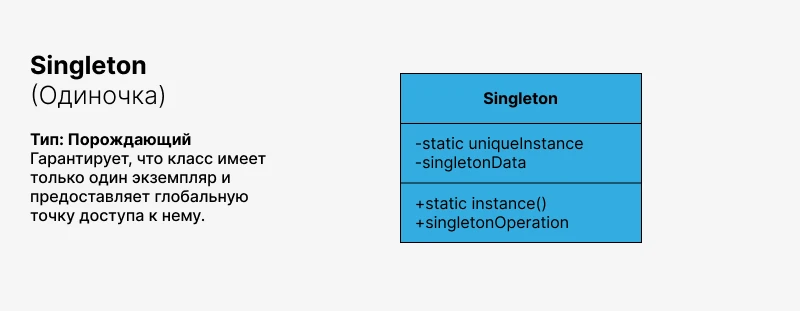 Singleton
(Одиночка)
Тип: Порождающий
Гарантирует, что класс имеет
только один экземпляр и
предоставляет глобальную
точку доступа к нему.
Singleton
-static uniqueInstance
-singletonData
+static instance()
+singletonOperation